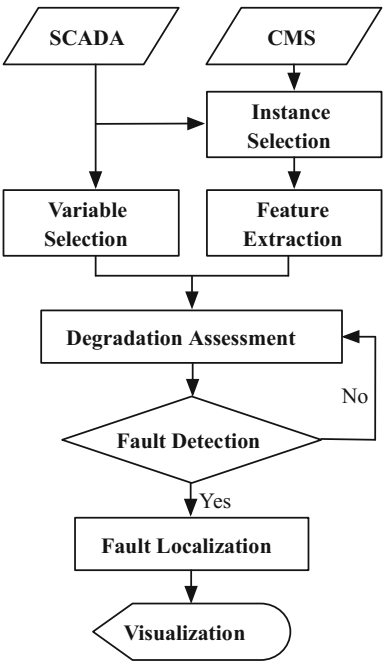 SCADA
CMS
Instance
Selection
Variable
Selection
Feature
Extraction
Degradation Assessment
No
Fault Detection
Yes
Fault Localization
Visualization